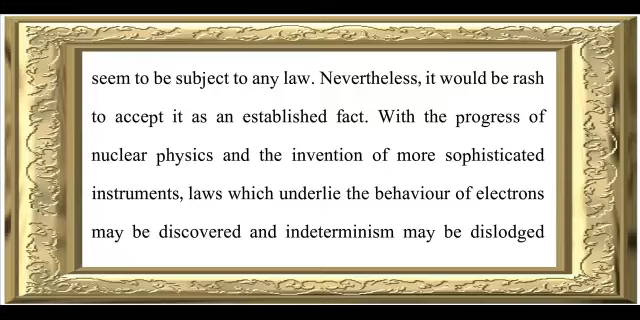 seem to be subject to any law. Nevertheless, it would be rash
to accept it as an established fact. With the progress of
nuclear physics and the invention of more sophisticated
instruments, laws which underlie the behaviour of electrons
may be discovered and indeterminism may be dislodged